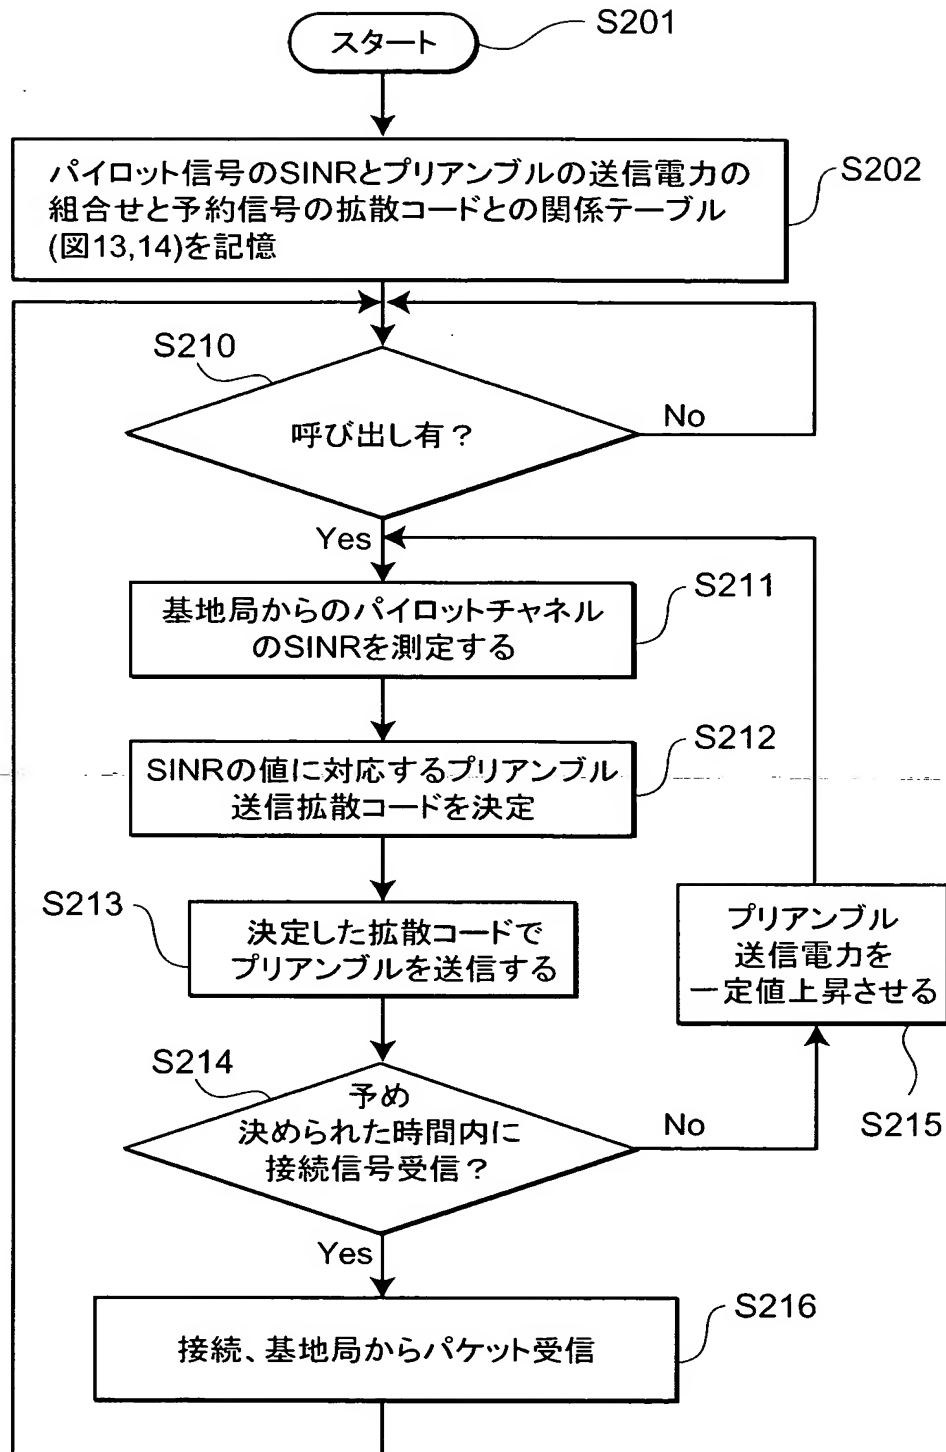 スタート
S201
パイロット信号のSINRとプリアンブルの送信電力の
組合せと予約信号の拡散コードとの関係テーブル
(図13,14)を記憶
S202
S210
呼び出し有？
No
Yes
基地局からのパイロットチャネル
のSINRを測定する
S211
SINRの値に対応するプリアンブル
送信拡散コードを決定
S212
S213
決定した拡散コードで
プリアンブルを送信する
プリアンブル
送信電力を
一定値上昇させる
S215
S214
予め
決められた時間内に
接続信号受信？
No
Yes
接続、基地局からパケット受信
S216